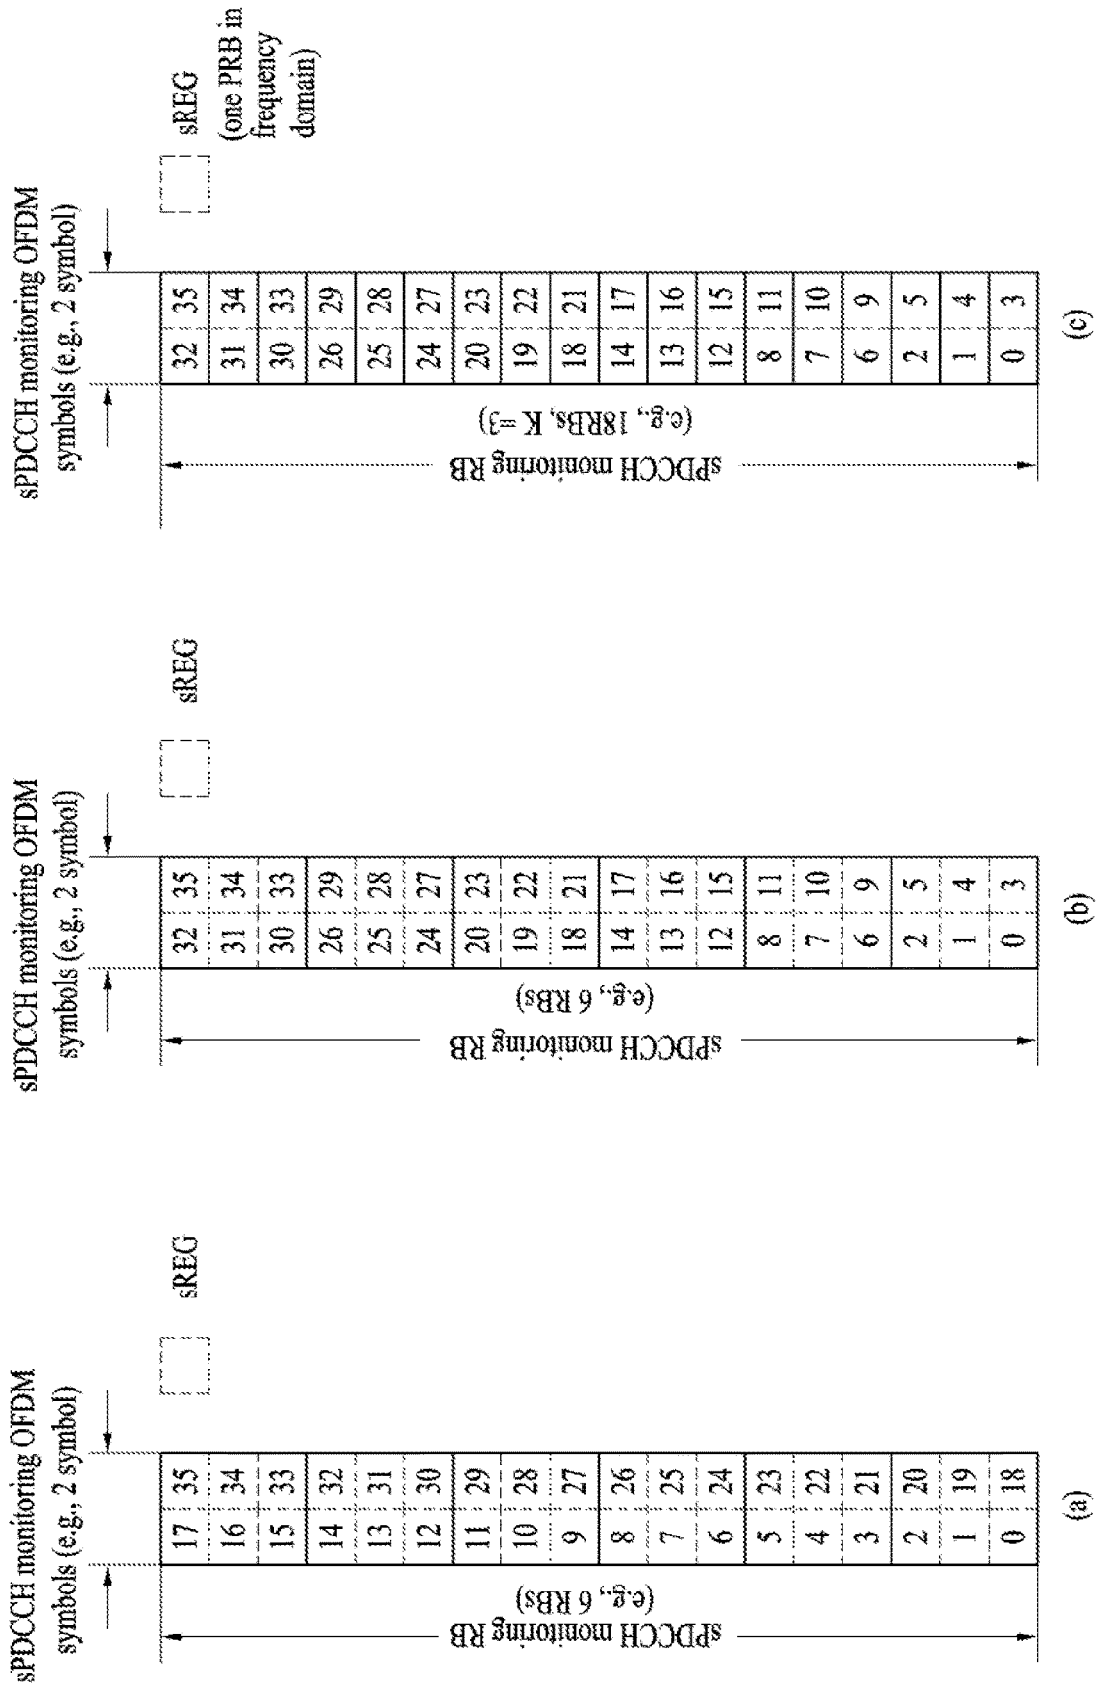 sPDCCH monitoring OFDM
symbols (e.g., 2 symbol)
sREG
sPDCCH monitoring RB
(e.g., 6 RBs)
17 35
16 34
15 33
14 32
13 31
12 30
11 29
10 28
9 27
8 26
7 25
6 24
5 23
4 22
3 21
2 20
1 19
0 18
(a)
sPDCCH monitoring OFDM
symbols (e.g., 2 symbol)
sREG
sPDCCH monitoring RB
(e.g., 6 RBs)
32 35
31 34
30 33
26 29
25 28
24 27
20 23
19 22
18 21
14 17
13 16
12 15
8 11
7 10
6 9
2 5
1 4
0 3
(b)
sPDCCH monitoring OFDM
symbols (e.g., 2 symbol)
sREG
(one PRB in
frequency
domain)
sPDCCH monitoring RB
(e.g., 18RBs, K =3)
32 35
31 34
30 33
26 29
25 28
24 27
20 23
19 22
18 21
14 17
13 16
12 15
8 11
7 10
6 9
2 5
1 4
0 3
(c)